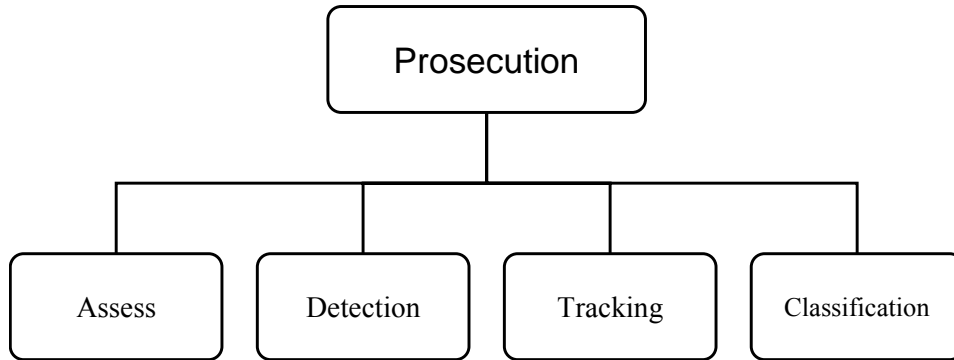 Prosecution
Assess
Detection
Tracking
Classification